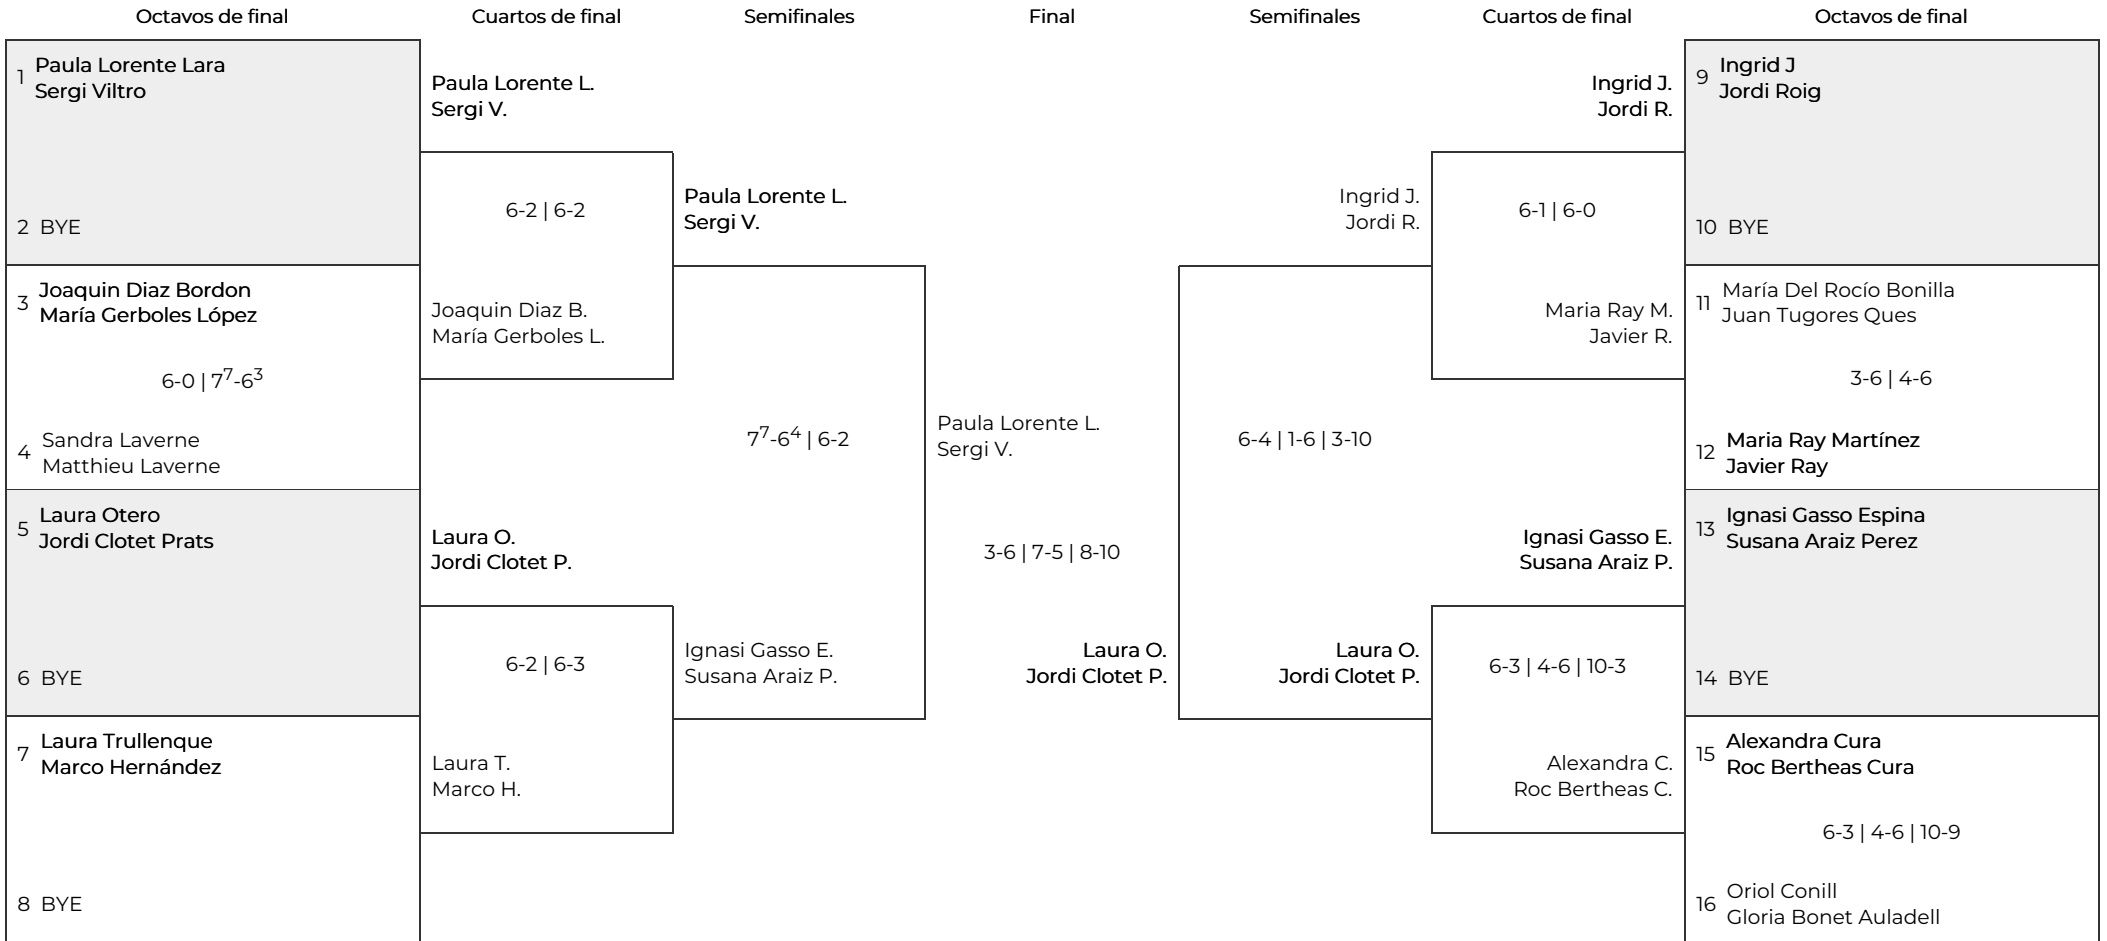 Octavos de final
Cuartos de final
Semifinales
Final
Semifinales
Cuartos de final
Octavos de final
1 Paula Lorente Lara
Sergi Viltro
2 BYE
3 Joaquin Diaz Bordon
María Gerboles López
6-0 | 7⁷-6³
4 Sandra Laverne
Matthieu Laverne
5 Laura Otero
Jordi Clotet Prats
6 BYE
7 Laura Trullenque
Marco Hernández
8 BYE
Paula Lorente L.
Sergi V.
6-2 | 6-2
Joaquin Diaz B.
María Gerboles L.
Laura O.
Jordi Clotet P.
6-2 | 6-3
Laura T.
Marco H.
Paula Lorente L.
Sergi V.
7⁷-6⁴ | 6-2
Ignasi Gasso E.
Susana Araiz P.
Paula Lorente L.
Sergi V.
3-6 | 7-5 | 8-10
Laura O.
Jordi Clotet P.
Ingrid J.
Jordi R.
6-4 | 1-6 | 3-10
Laura O.
Jordi Clotet P.
Ingrid J.
Jordi R.
6-1 | 6-0
Maria Ray M.
Javier R.
Ignasi Gasso E.
Susana Araiz P.
6-3 | 4-6 | 10-3
Alexandra C.
Roc Bertheas C.
9 Ingrid J
Jordi Roig
10 BYE
11 María Del Rocío Bonilla
Juan Tugores Ques
3-6 | 4-6
12 Maria Ray Martínez
Javier Ray
13 Ignasi Gasso Espina
Susana Araiz Perez
14 BYE
15 Alexandra Cura
Roc Bertheas Cura
6-3 | 4-6 | 10-9
16 Oriol Conill
Gloria Bonet Auladell